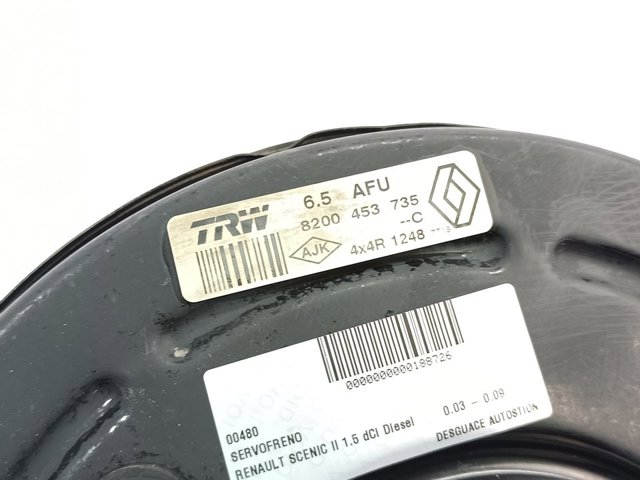 6.5 AFU
TRW 8200 453 735
--C
AJK 4x4R 1248
0000000000188726
00480
SERVOFRENO 0.03 - 0.09
RENAULT SCENIC II 1.5 dCI Diesel
DESGUACE AUTOSTION